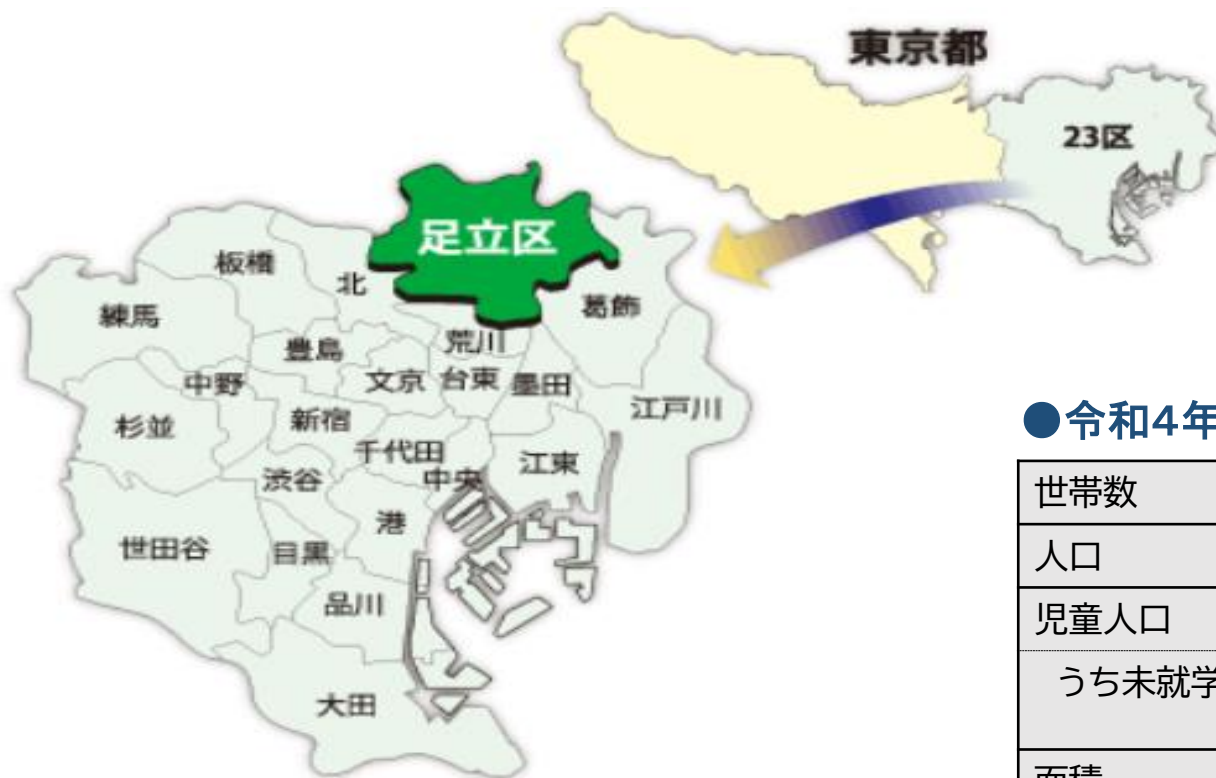 東京都
23区
足立区
板橋
北
葛飾
練馬
荒川
豊島
文京
台東
墨田
中野
江戸川
杉並
新宿
千代田
江東
渋谷
中央
港
世田谷
目黒
品川
大田
●令和4年
世帯数
人口
児童人口
うち未就学
面積